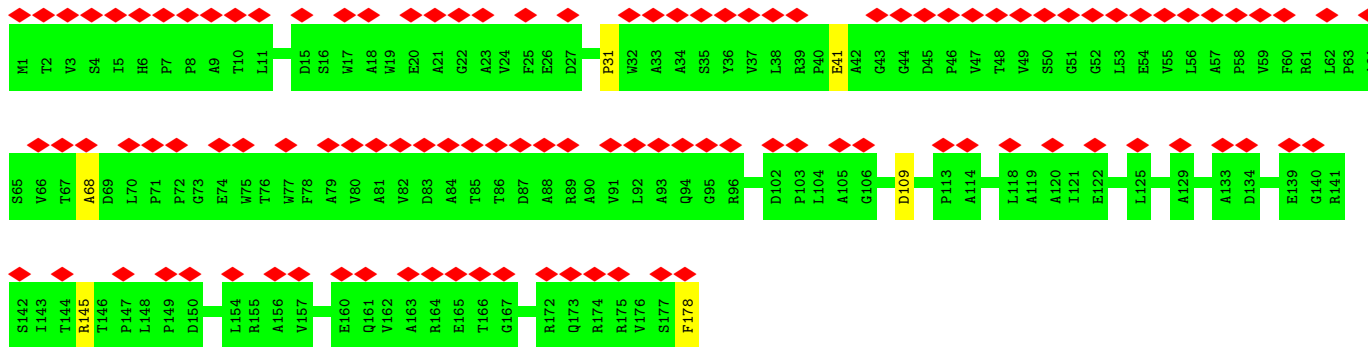 M1 T2 V3 S4 I5 H6 P7 P8 A9 T10 L11 D15 S16 W17 A18 W19 E20 A21 G22 A23 V24 F25 E26 D27 P31 W32 A33 A34 S35 Y36 V37 L38 R39 P40 E41 A42 G43 G44 D45 P46 V47 T48 V49 S50 G51 G52 L53 E54 V55 L56 A57 P58 V59 F60 R61 L62 P63
S65 V66 T67 A68 D69 L70 P71 P72 G73 E74 W75 T76 W77 F78 A79 V80 A81 V82 D83 A84 T85 T86 D87 A88 R89 A90 V91 L92 A93 Q94 G95 R96 D102 P103 L104 A105 G106 D109 P113 A114 L118 A119 A120 I121 E122 L125 A129 A133 D134 E139 G140 R141
S142 I143 T144 R145 T146 P147 L148 P149 D150 L154 R155 A156 V157 E160 Q161 V162 A163 R164 E165 T166 G167 R172 Q173 R174 R175 V176 S177 F178